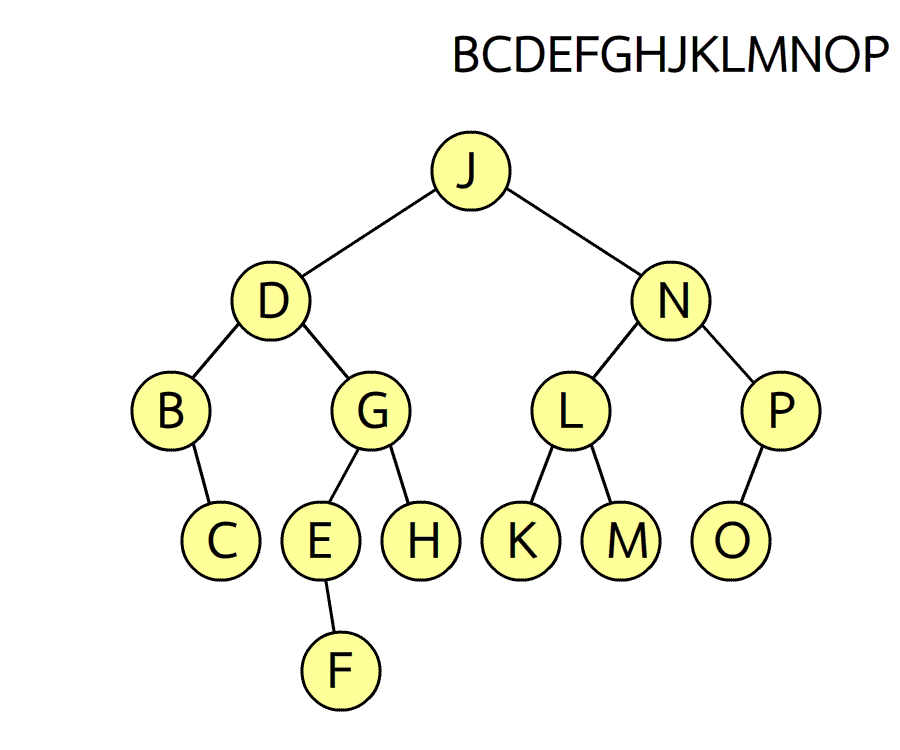 BCDEFGHJKLMNOP
J
D N
B G L P
C E H K M O
F